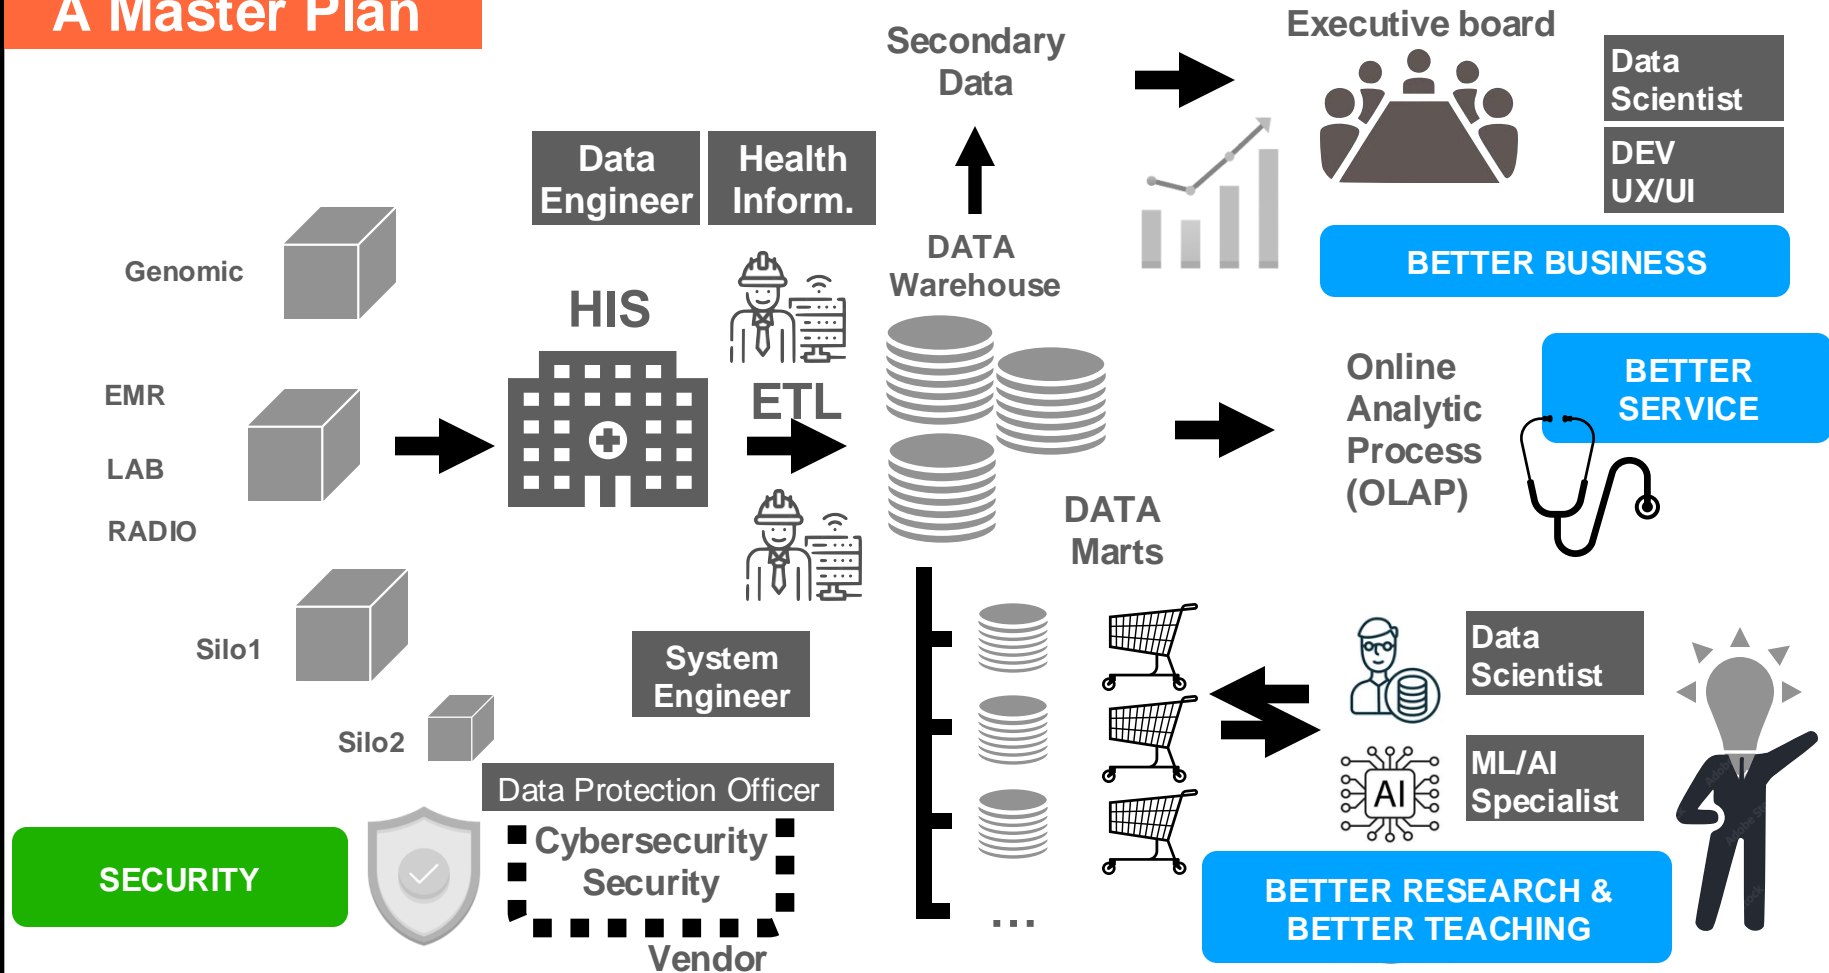 A Master Plan
Secondary
Data
Executive board
Data
Scientist
DEV
UX/UI
BETTER BUSINESS
Data
Engineer
Health
Inform.
Genomic
HIS
DATA
Warehouse
EMR
LAB
RADIO
ETL
Online
Analytic
Process
(OLAP)
BETTER
SERVICE
DATA
Marts
Silo1
Silo2
System
Engineer
Data Protection Officer
Cybersecurity
Security
Vendor
SECURITY
...
Data
Scientist
AI
ML/AI
Specialist
BETTER RESEARCH &
BETTER TEACHING